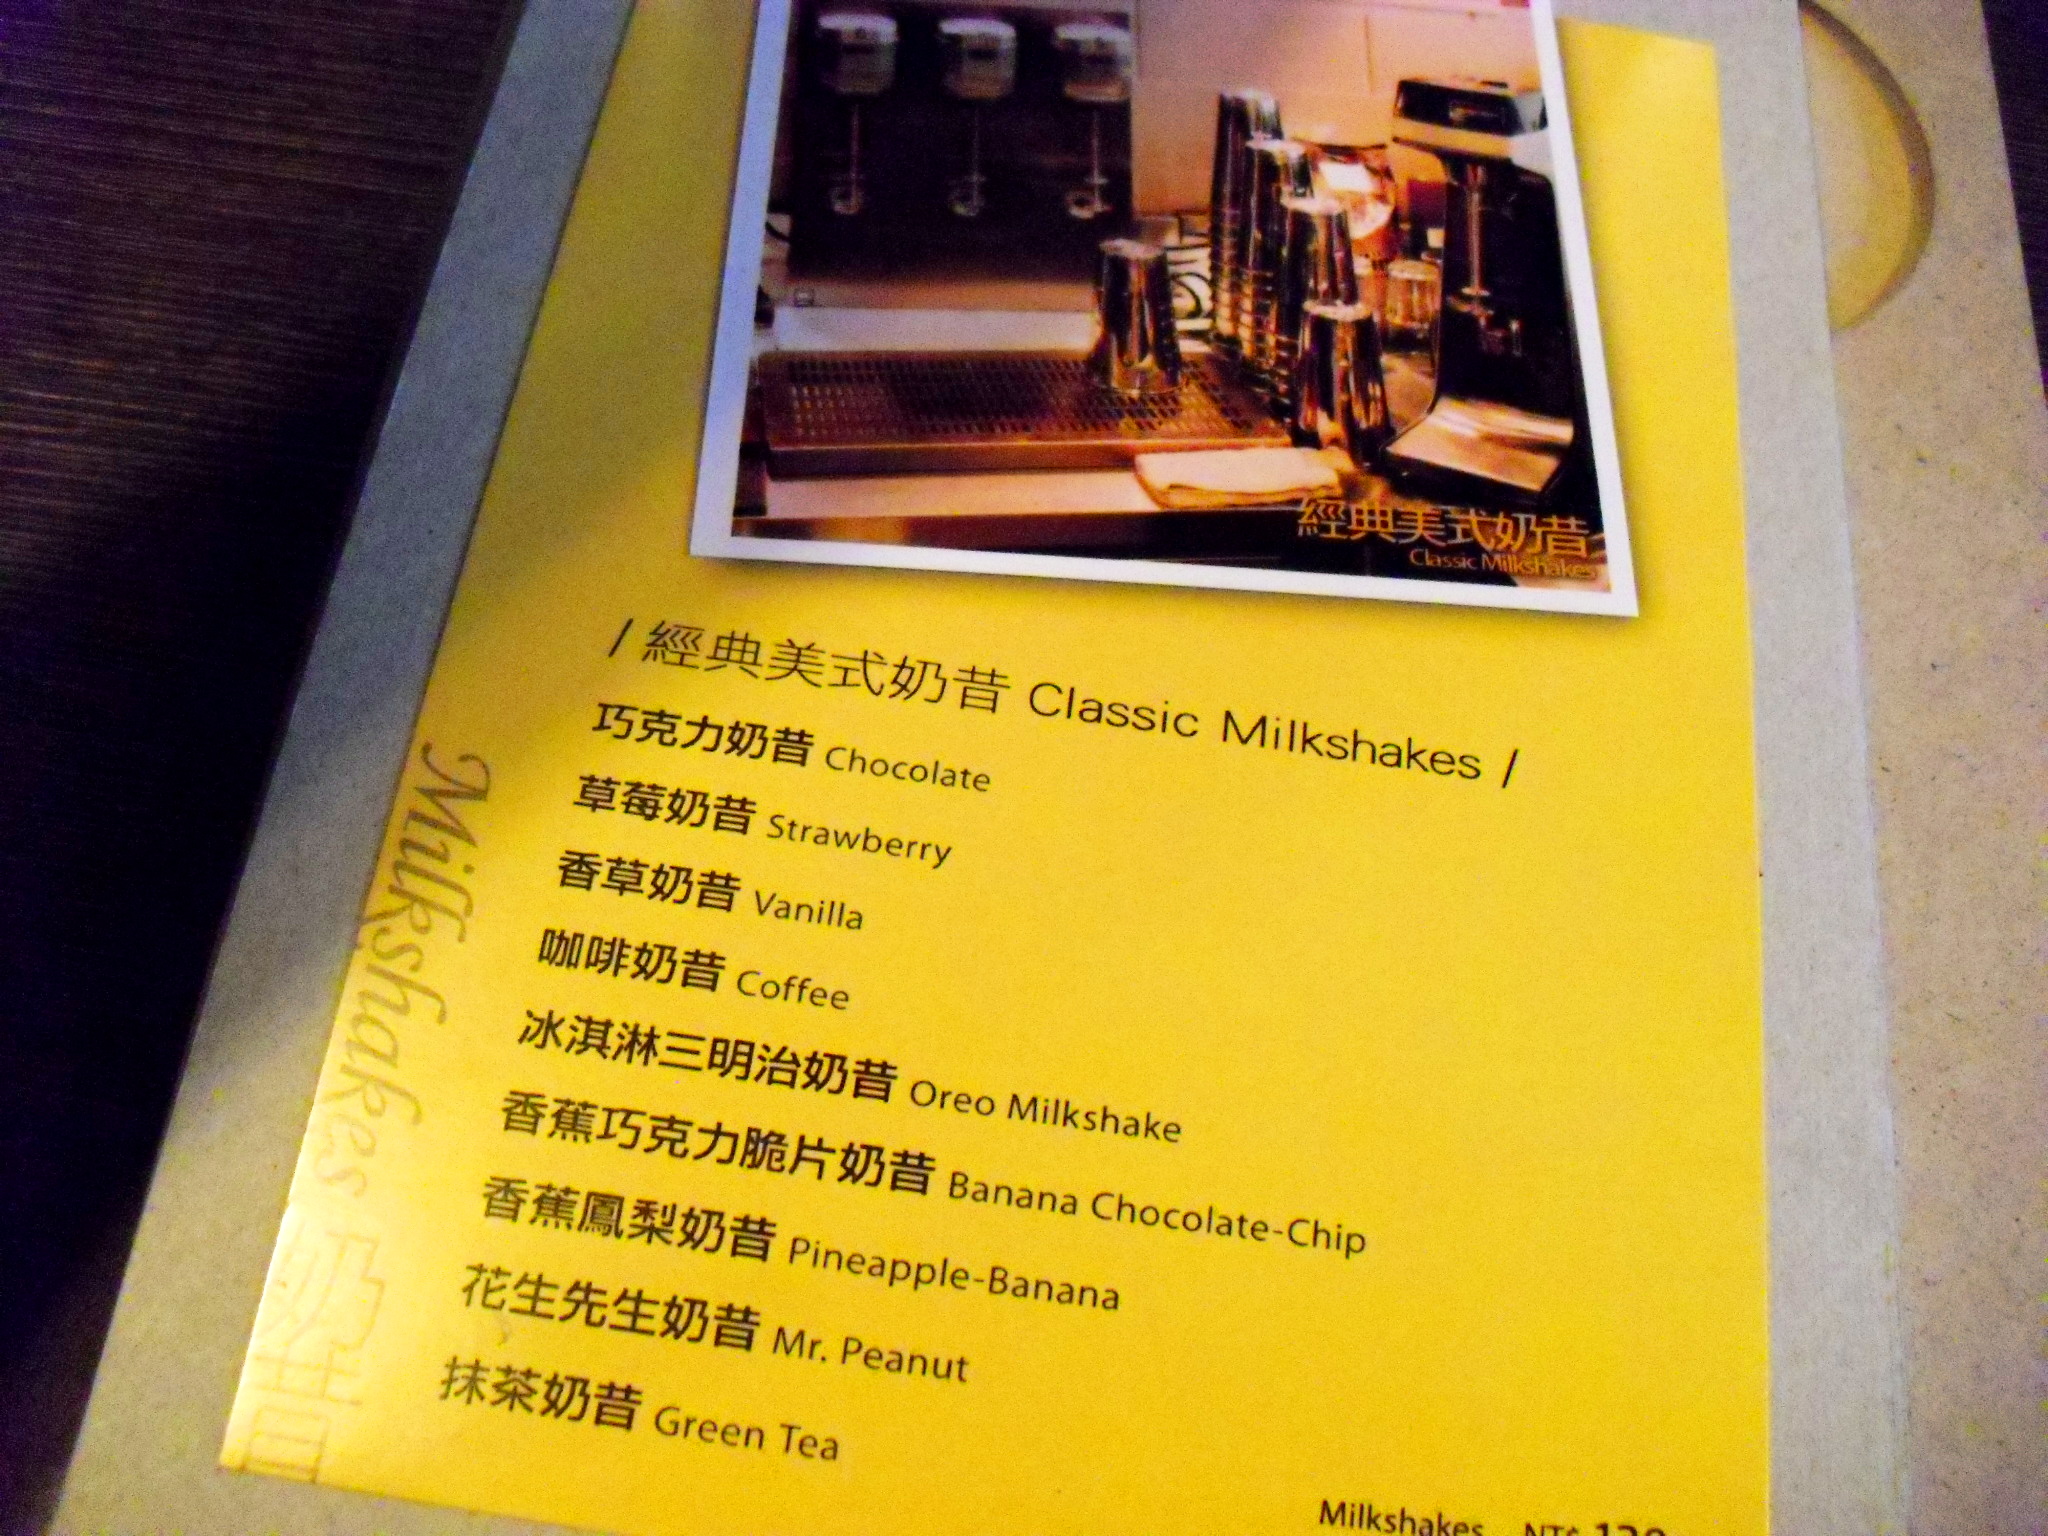 經典美式奶昔
Classic Milkshakes
/ 經典美式奶昔 Classic Milkshakes /
巧克力奶昔 Chocolate
草莓奶昔 Strawberry
香草奶昔 Vanilla
咖啡奶昔 Coffee
冰淇淋三明治奶昔 Oreo Milkshake
香蕉巧克力脆片奶昔 Banana Chocolate-Chip
香蕉鳳梨奶昔 Pineapple-Banana
花生先生奶昔 Mr. Peanut
抹茶奶昔 Green Tea
Milkshakes 奶昔
Milkshakes NT$